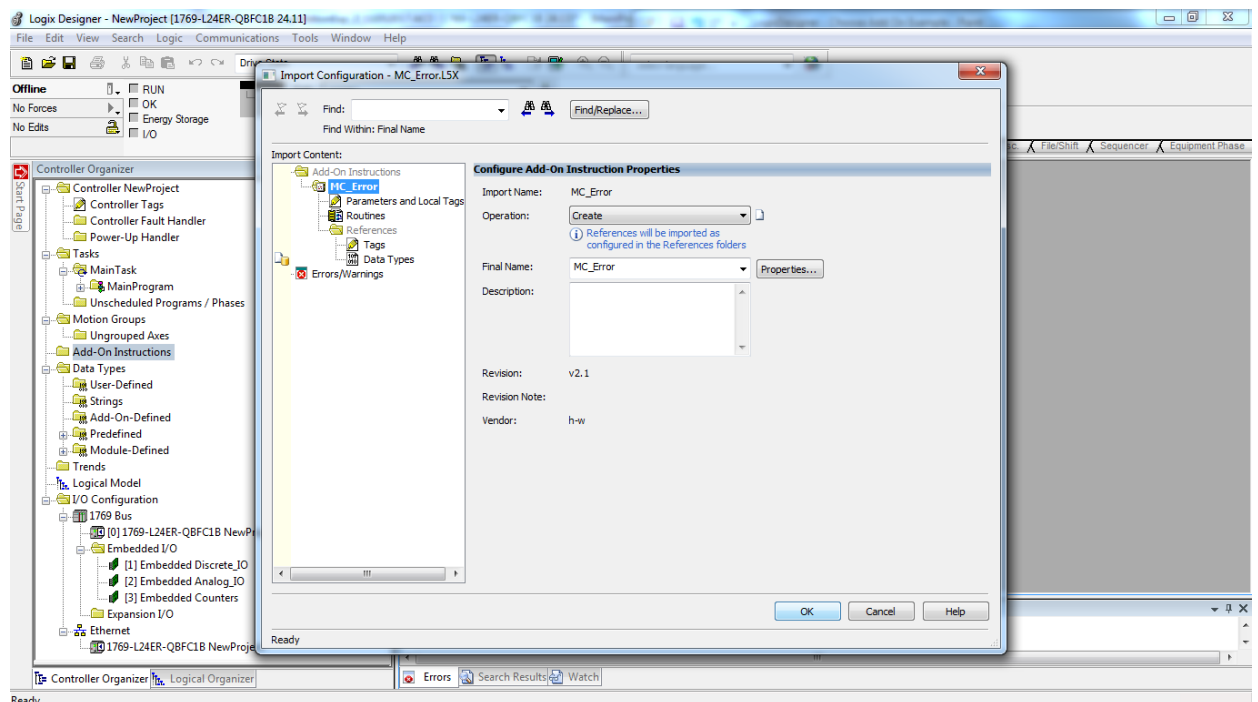 Logix Designer - NewProject [1769-L24ER-QBFC1B 24.11]
File Edit View Search Logic Communications Tools Window Help
Offline
RUN
No Forces
OK
Energy Storage
No Edits
I/O
File/Shift Sequencer Equipment Phase
Start Page
Controller Organizer
Controller NewProject
Controller Tags
Controller Fault Handler
Power-Up Handler
Tasks
MainTask
MainProgram
Unscheduled Programs / Phases
Motion Groups
Ungrouped Axes
Add-On Instructions
Data Types
User-Defined
Strings
Add-On-Defined
Predefined
Module-Defined
Trends
Logical Model
I/O Configuration
1769 Bus
[0] 1769-L24ER-QBFC1B NewPr
Embedded I/O
[1] Embedded Discrete_IO
[2] Embedded Analog_IO
[3] Embedded Counters
Expansion I/O
Ethernet
1769-L24ER-QBFC1B NewProje
Controller Organizer Logical Organizer
Import Configuration - MC_Error.L5X
Find:
Find/Replace...
Find Within: Final Name
Import Content:
Add-On Instructions
MC_Error
Parameters and Local Tags
Routines
References
Tags
Data Types
Errors/Warnings
Configure Add-On Instruction Properties
Import Name: MC_Error
Operation: Create
References will be imported as
configured in the References folders
Final Name: MC_Error Properties...
Description:
Revision: v2.1
Revision Note:
Vendor: h-w
OK Cancel Help
Ready
Errors Search Results Watch
Ready